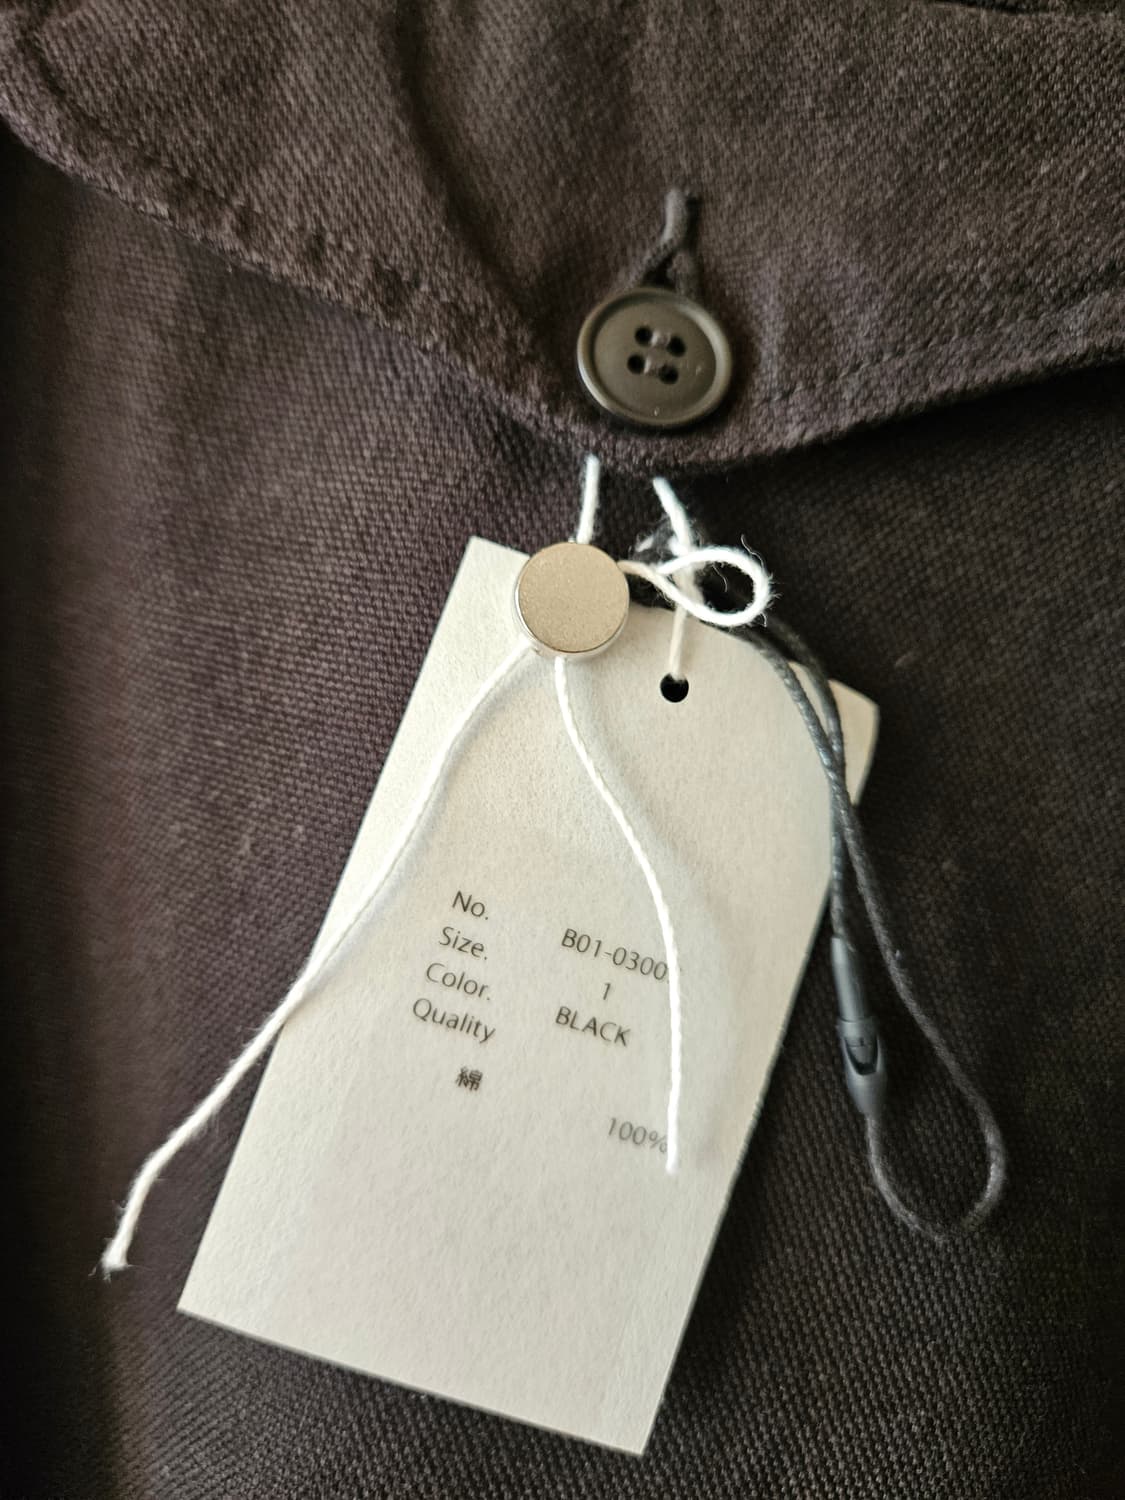 No. B01-0300
Size. 1
Color. BLACK
Quality
綿
100%